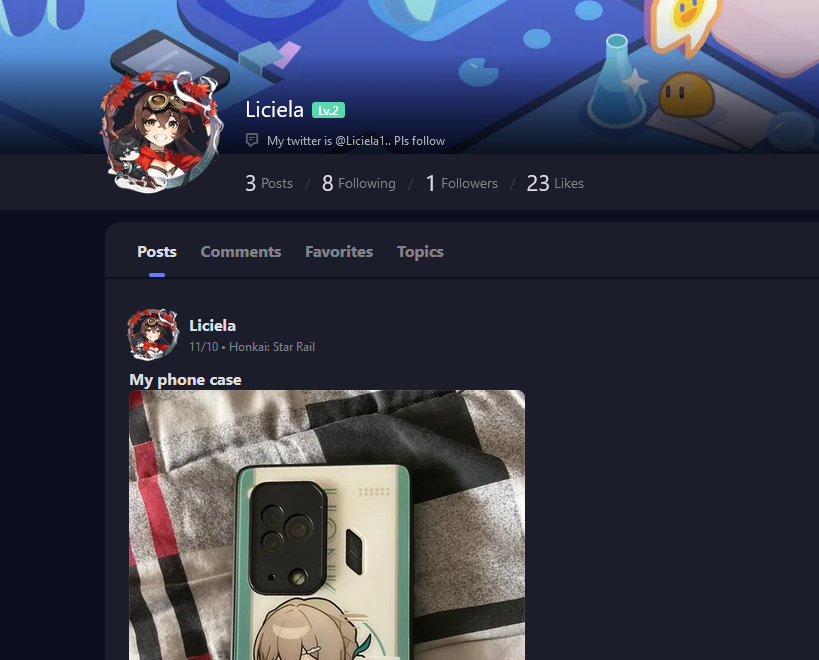 Liciela Lv.2
My twitter is @Liciela1.. Pls follow
3 Posts / 8 Following / 1 Followers / 23 Likes
Posts Comments Favorites Topics
Liciela
11/10 • Honkai: Star Rail
My phone case